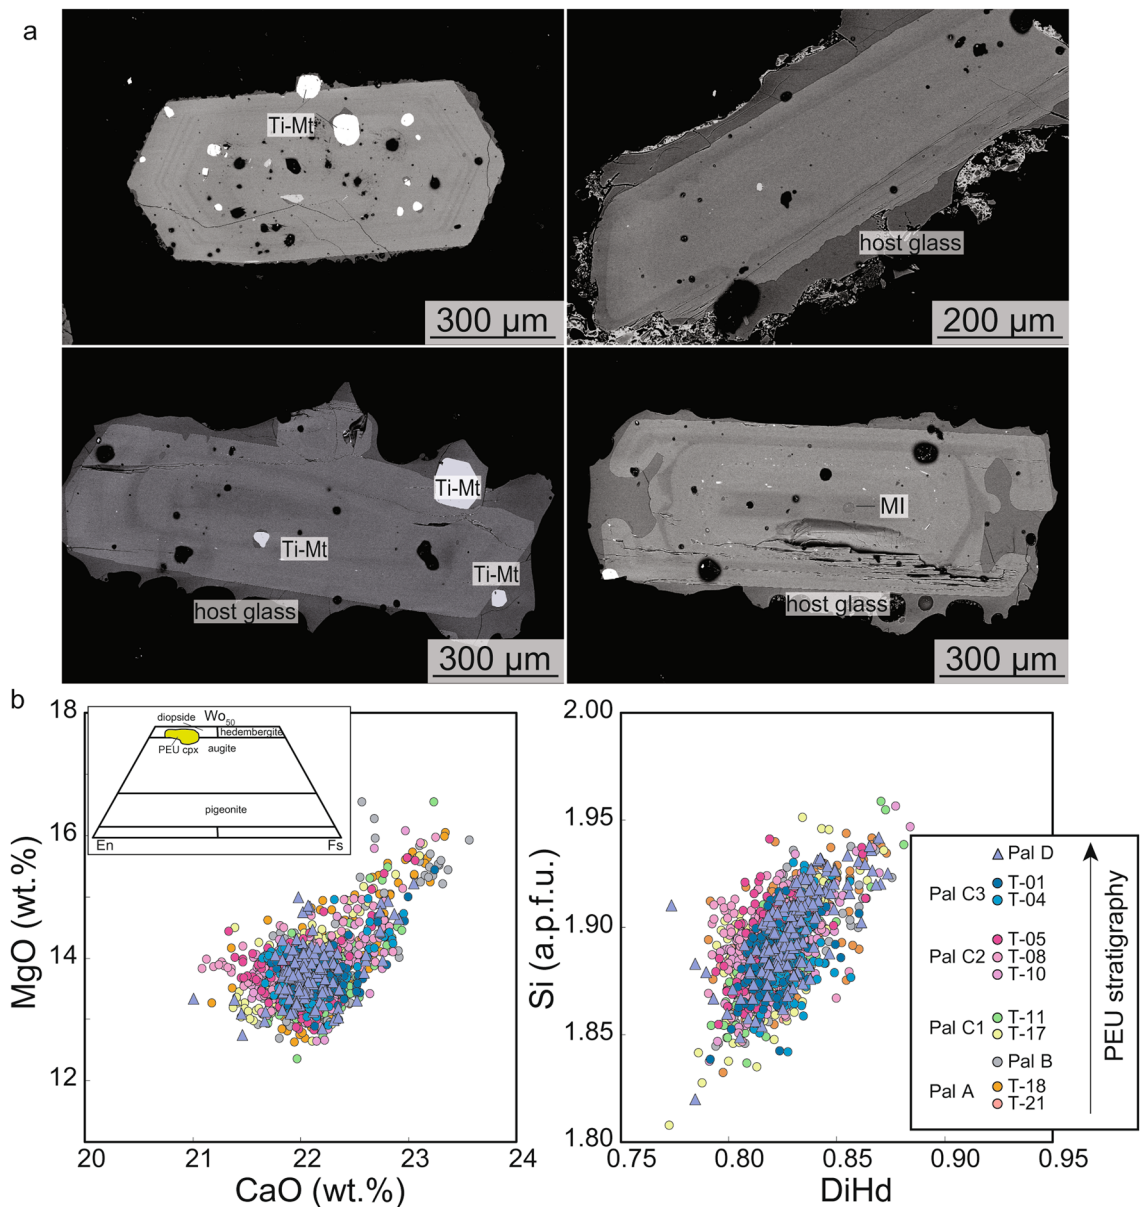 a
Ti-Mt
300 µm
host glass
200 µm
Ti-Mt
Ti-Mt
Ti-Mt
host glass
300 µm
MI
host glass
300 µm
b
18
16
14
12
MgO (wt.%)
20
21
22
23
24
CaO (wt.%)
diopside
Wo50
hedembergite
PEU cpx
augite
pigeonite
En
Fs
2.00
1.95
1.90
1.85
1.80
Si (a.p.f.u.)
0.75
0.80
0.85
0.90
0.95
DiHd
Pal D
Pal C3
T-01
T-04
Pal C2
T-05
T-08
T-10
Pal C1
T-11
T-17
Pal B
Pal A
T-18
T-21
PEU stratigraphy